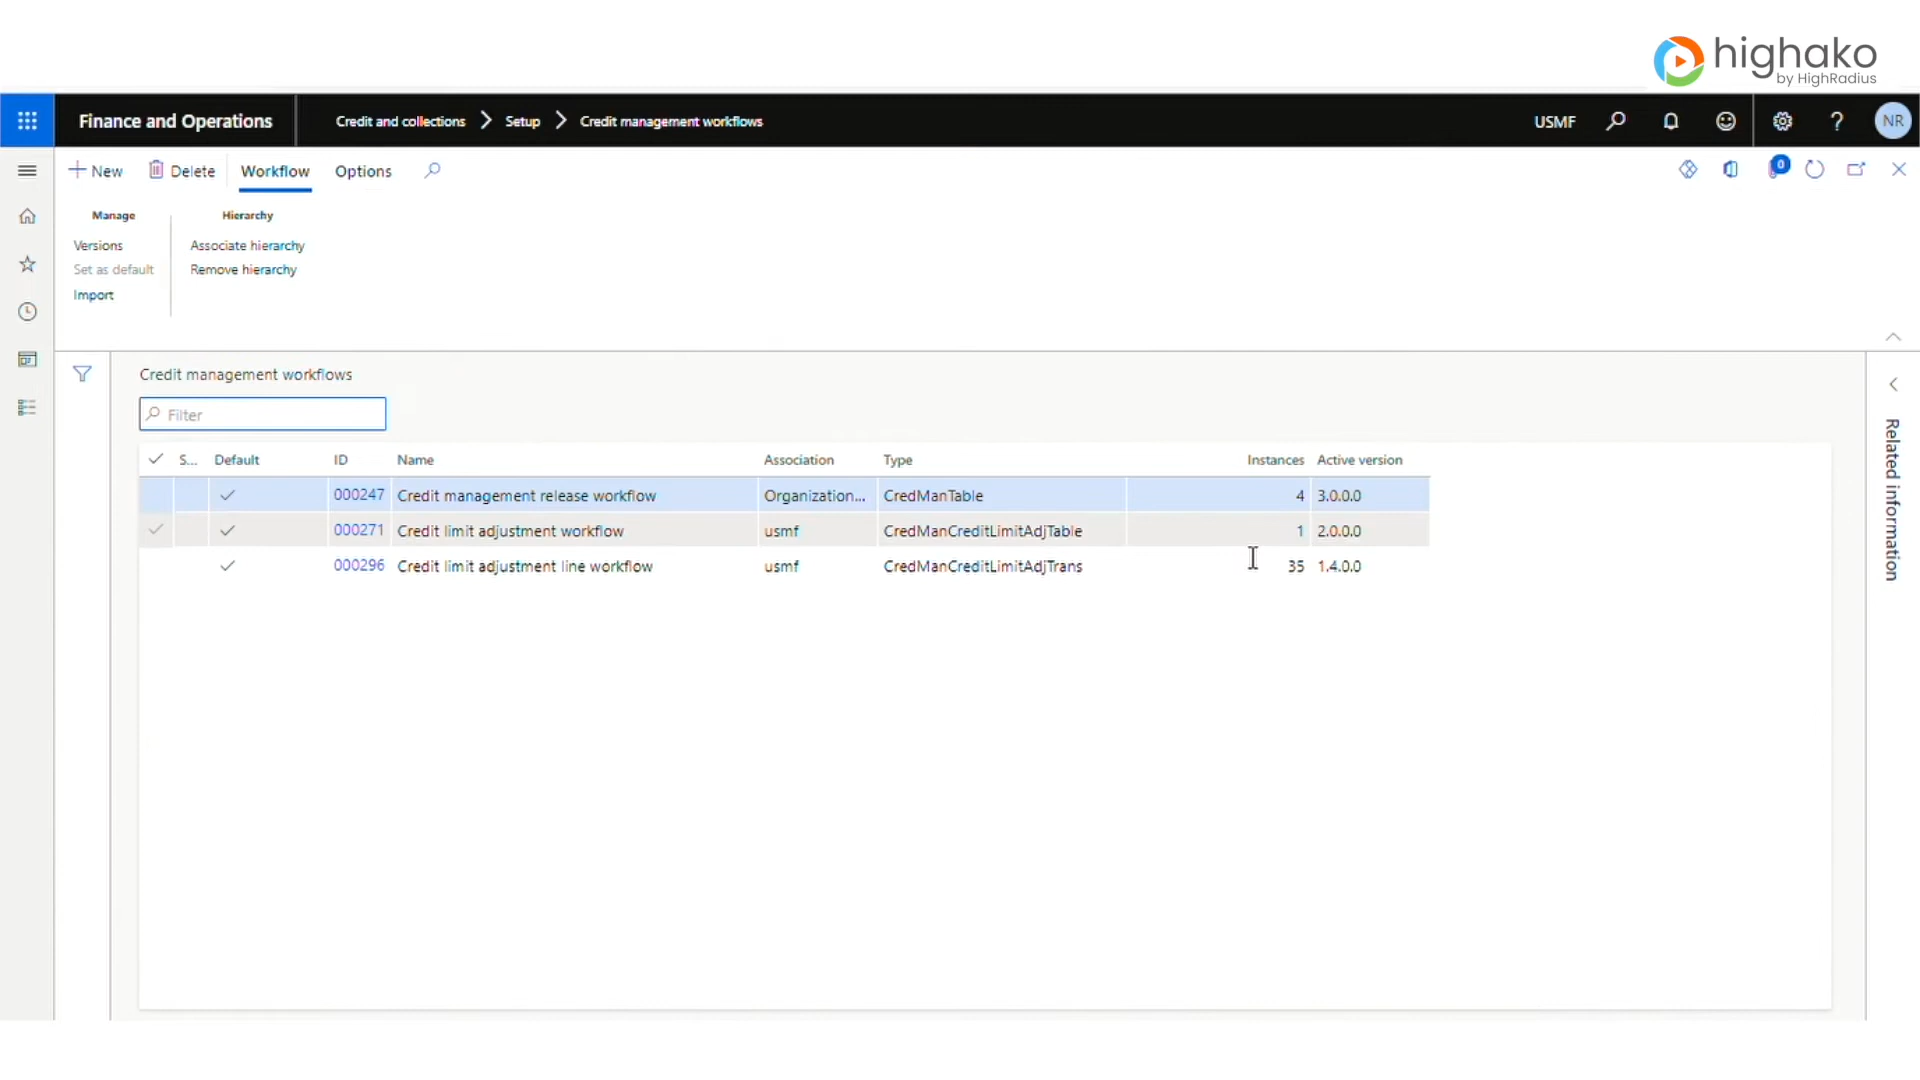 highako
by HighRadius
Finance and Operations
Credit and collections > Setup > Credit management workflows
USMF
?
NR
+ New
Delete
Workflow
Options
0
Manage
Hierarchy
Versions
Associate hierarchy
Set as default
Remove hierarchy
Import
Credit management workflows
Filter
S... Default ID Name Association Type Instances Active version
000247 Credit management release workflow Organization... CredManTable 4 3.0.0.0
000271 Credit limit adjustment workflow usmf CredManCreditLimitAdjTable 1 2.0.0.0
000296 Credit limit adjustment line workflow usmf CredManCreditLimitAdjTrans 35 1.4.0.0
Related information